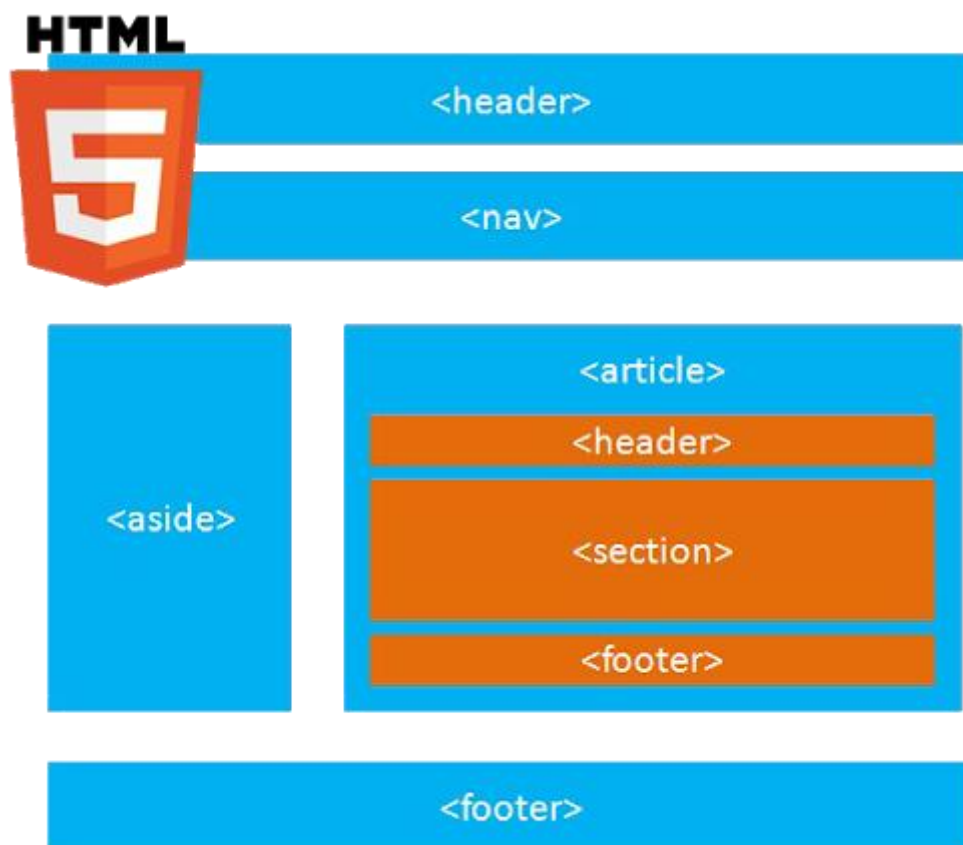 HTML
5
<header>
<nav>
<aside>
<article>
<header>
<section>
<footer>
<footer>